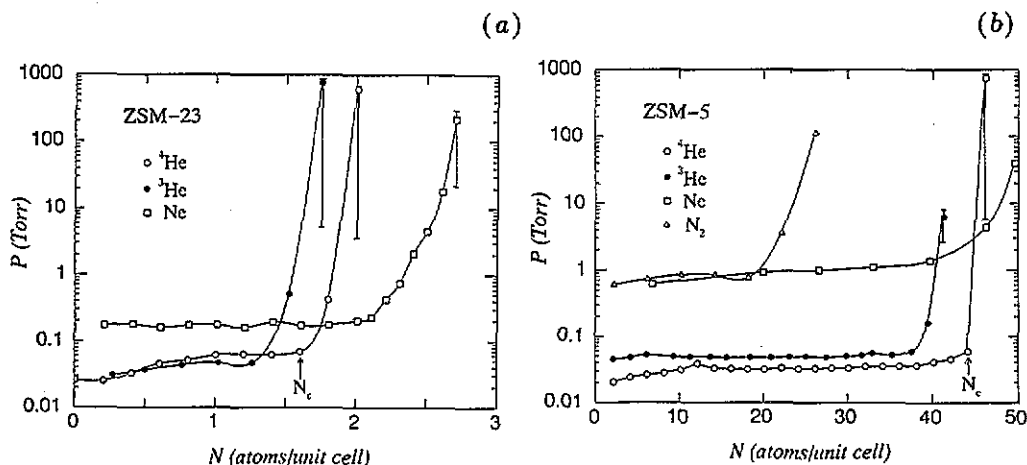 (a)
1000
100
10
1
0.1
0.01
P (Torr)
ZSM-23
⁴He
³He
Ne
N_c
0
1
2
3
N (atoms/unit cell)
(b)
1000
100
10
1
0.1
0.01
P (Torr)
ZSM-5
⁴He
³He
Ne
N₂
N_c
0
10
20
30
40
50
N (atoms/unit cell)